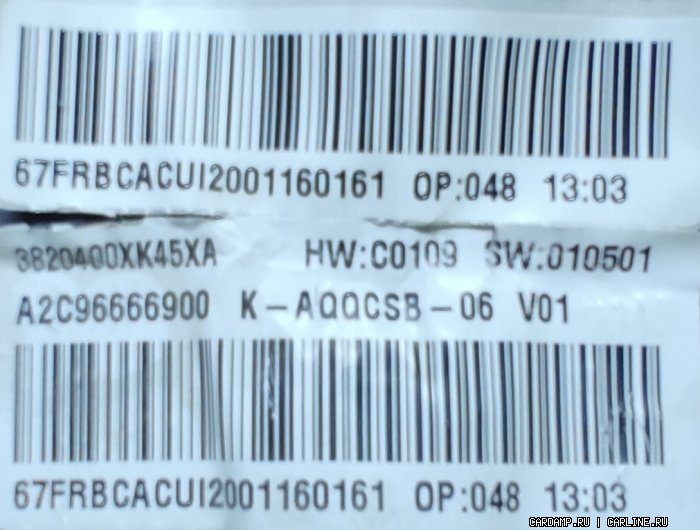 67FRBCACUI2001160161 OP:048 13:03
3820400XK45XA HW:C0109 SW:010501
A2C96666900 K-AQQCSB-06 V01
67FRBCACUI2001160161 OP:048 13:03
CARDAMP.RU | CARLINE.RU